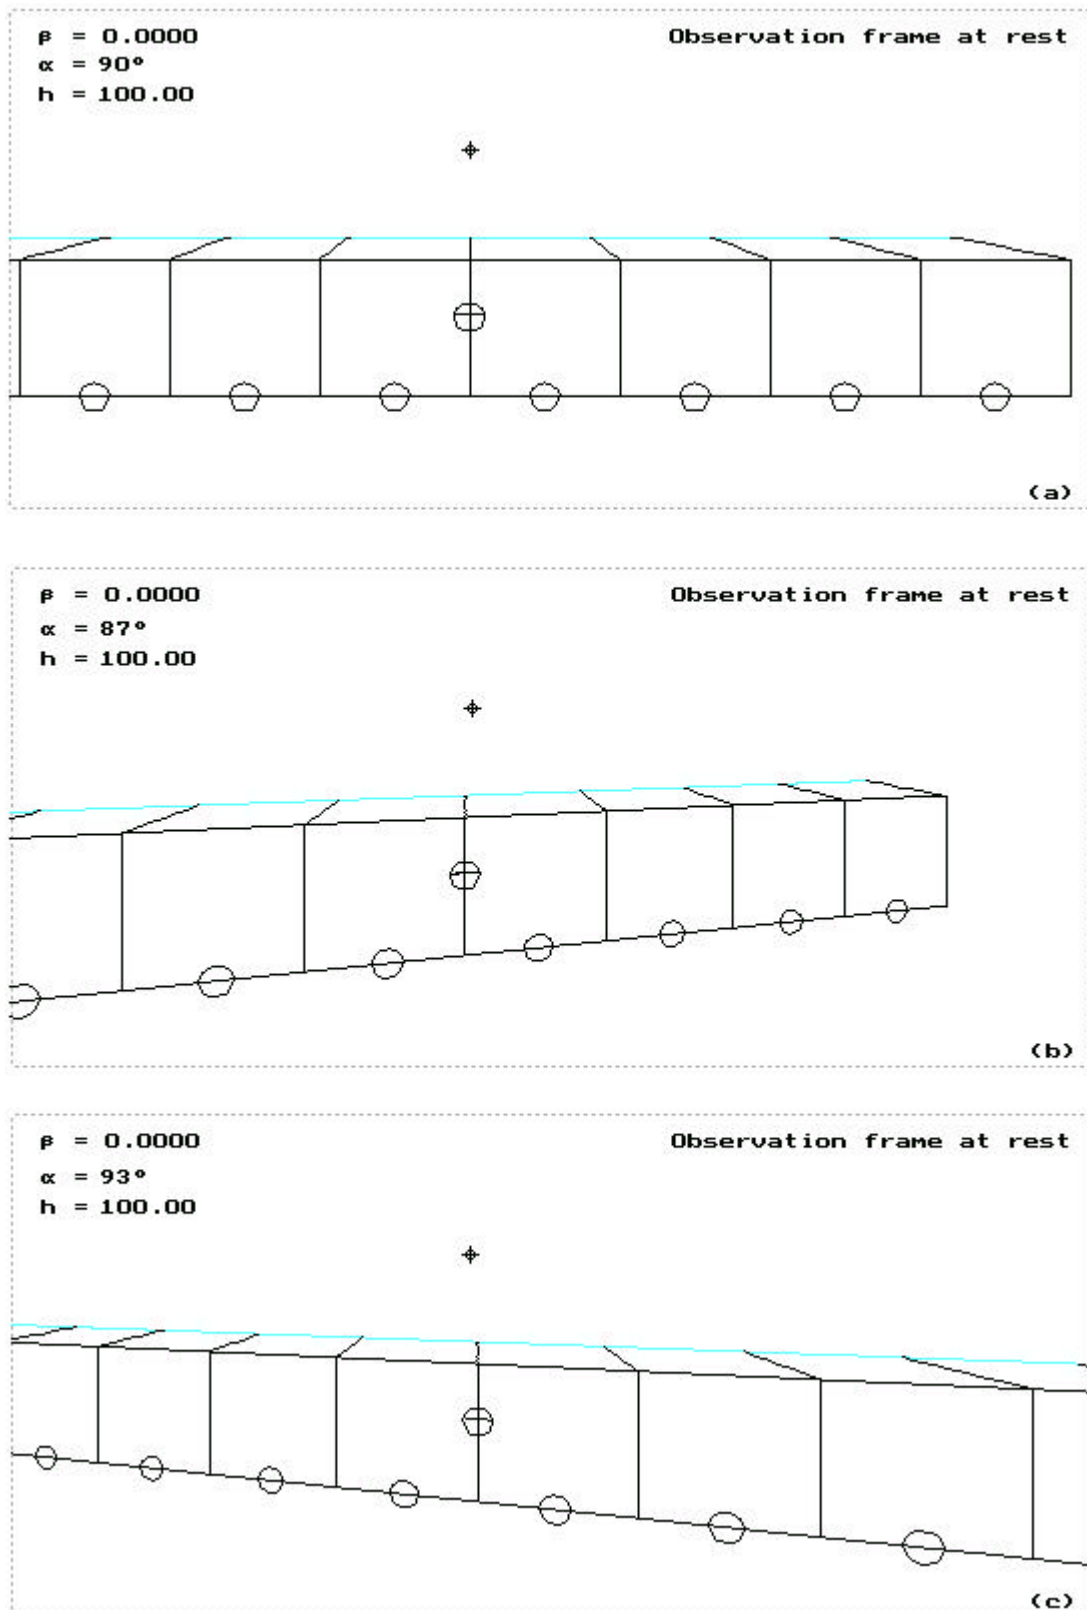 β = 0.0000 Observation frame at rest
α = 90°
h = 100.00
(a)
β = 0.0000 Observation frame at rest
α = 87°
h = 100.00
(b)
β = 0.0000 Observation frame at rest
α = 93°
h = 100.00
(c)